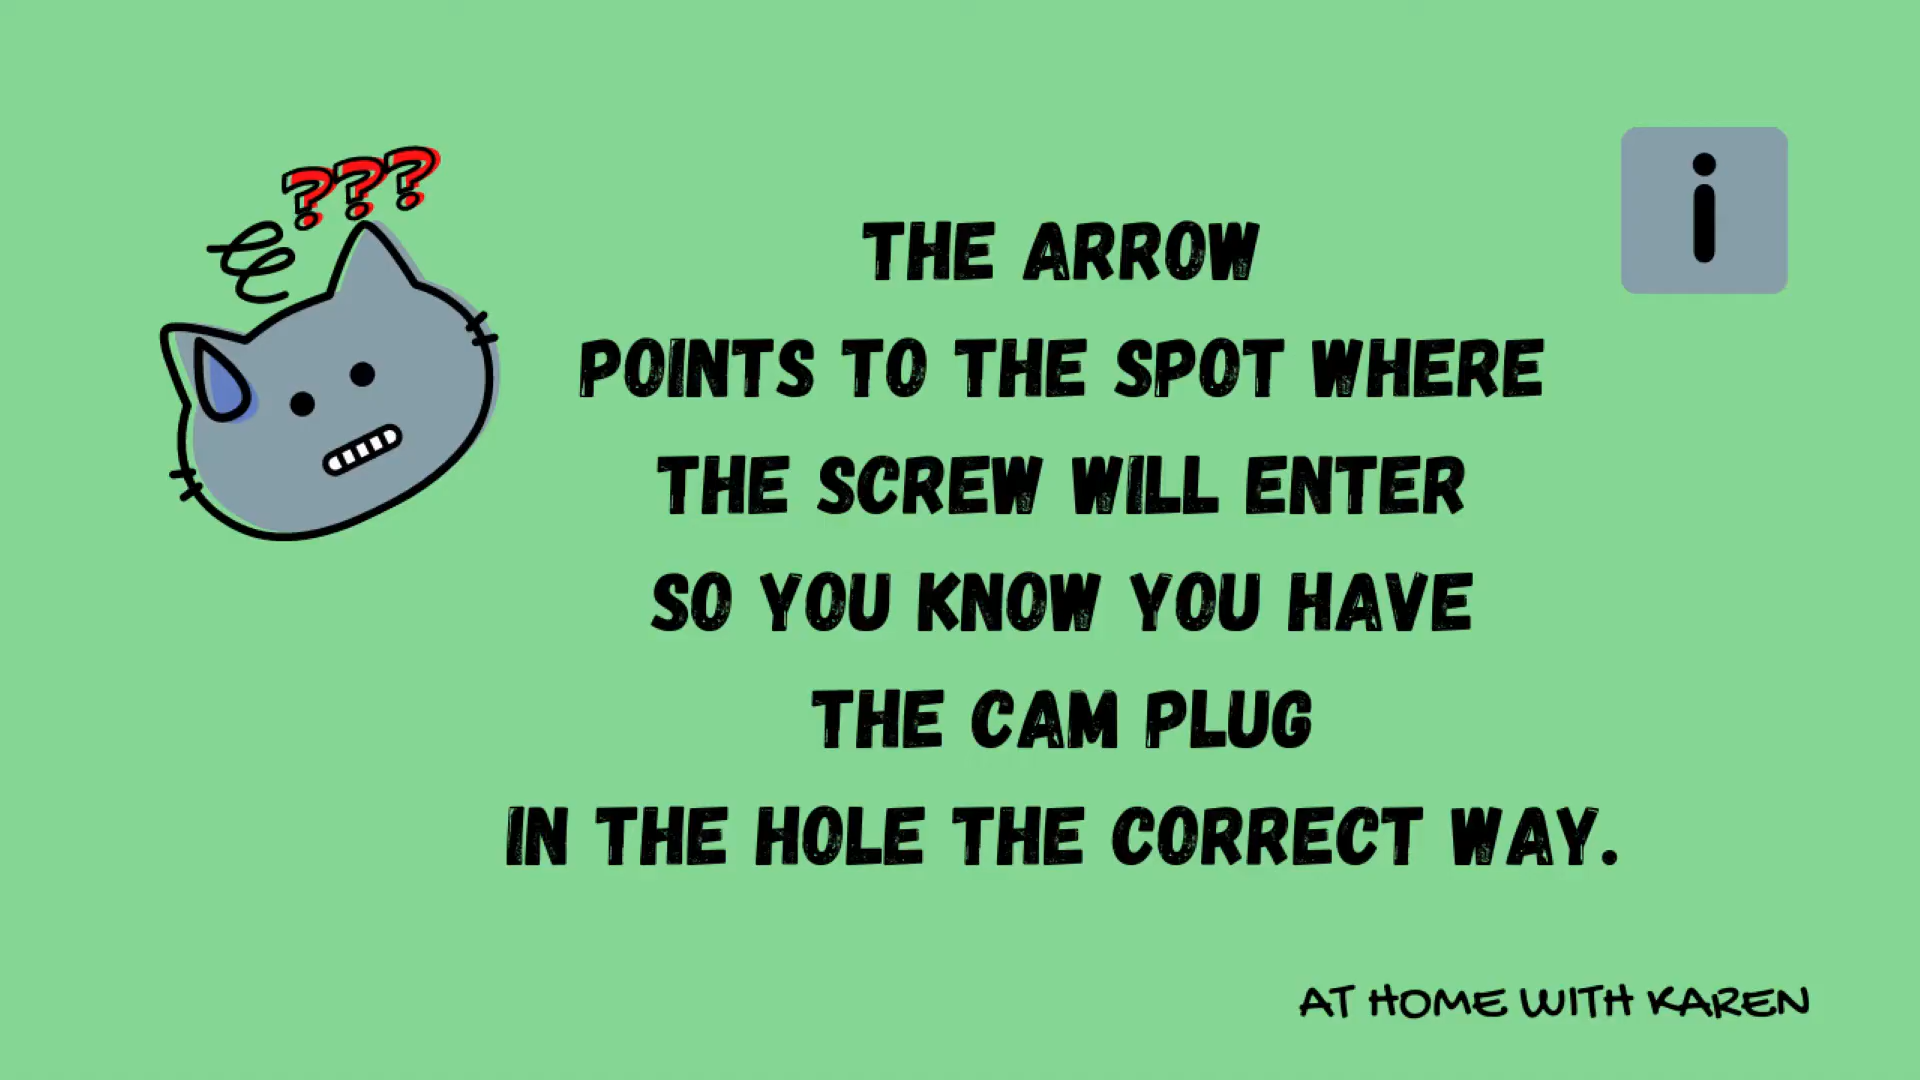 ???
i
THE ARROW
POINTS TO THE SPOT WHERE
THE SCREW WILL ENTER
SO YOU KNOW YOU HAVE
THE CAM PLUG
IN THE HOLE THE CORRECT WAY.
AT HOME WITH KAREN